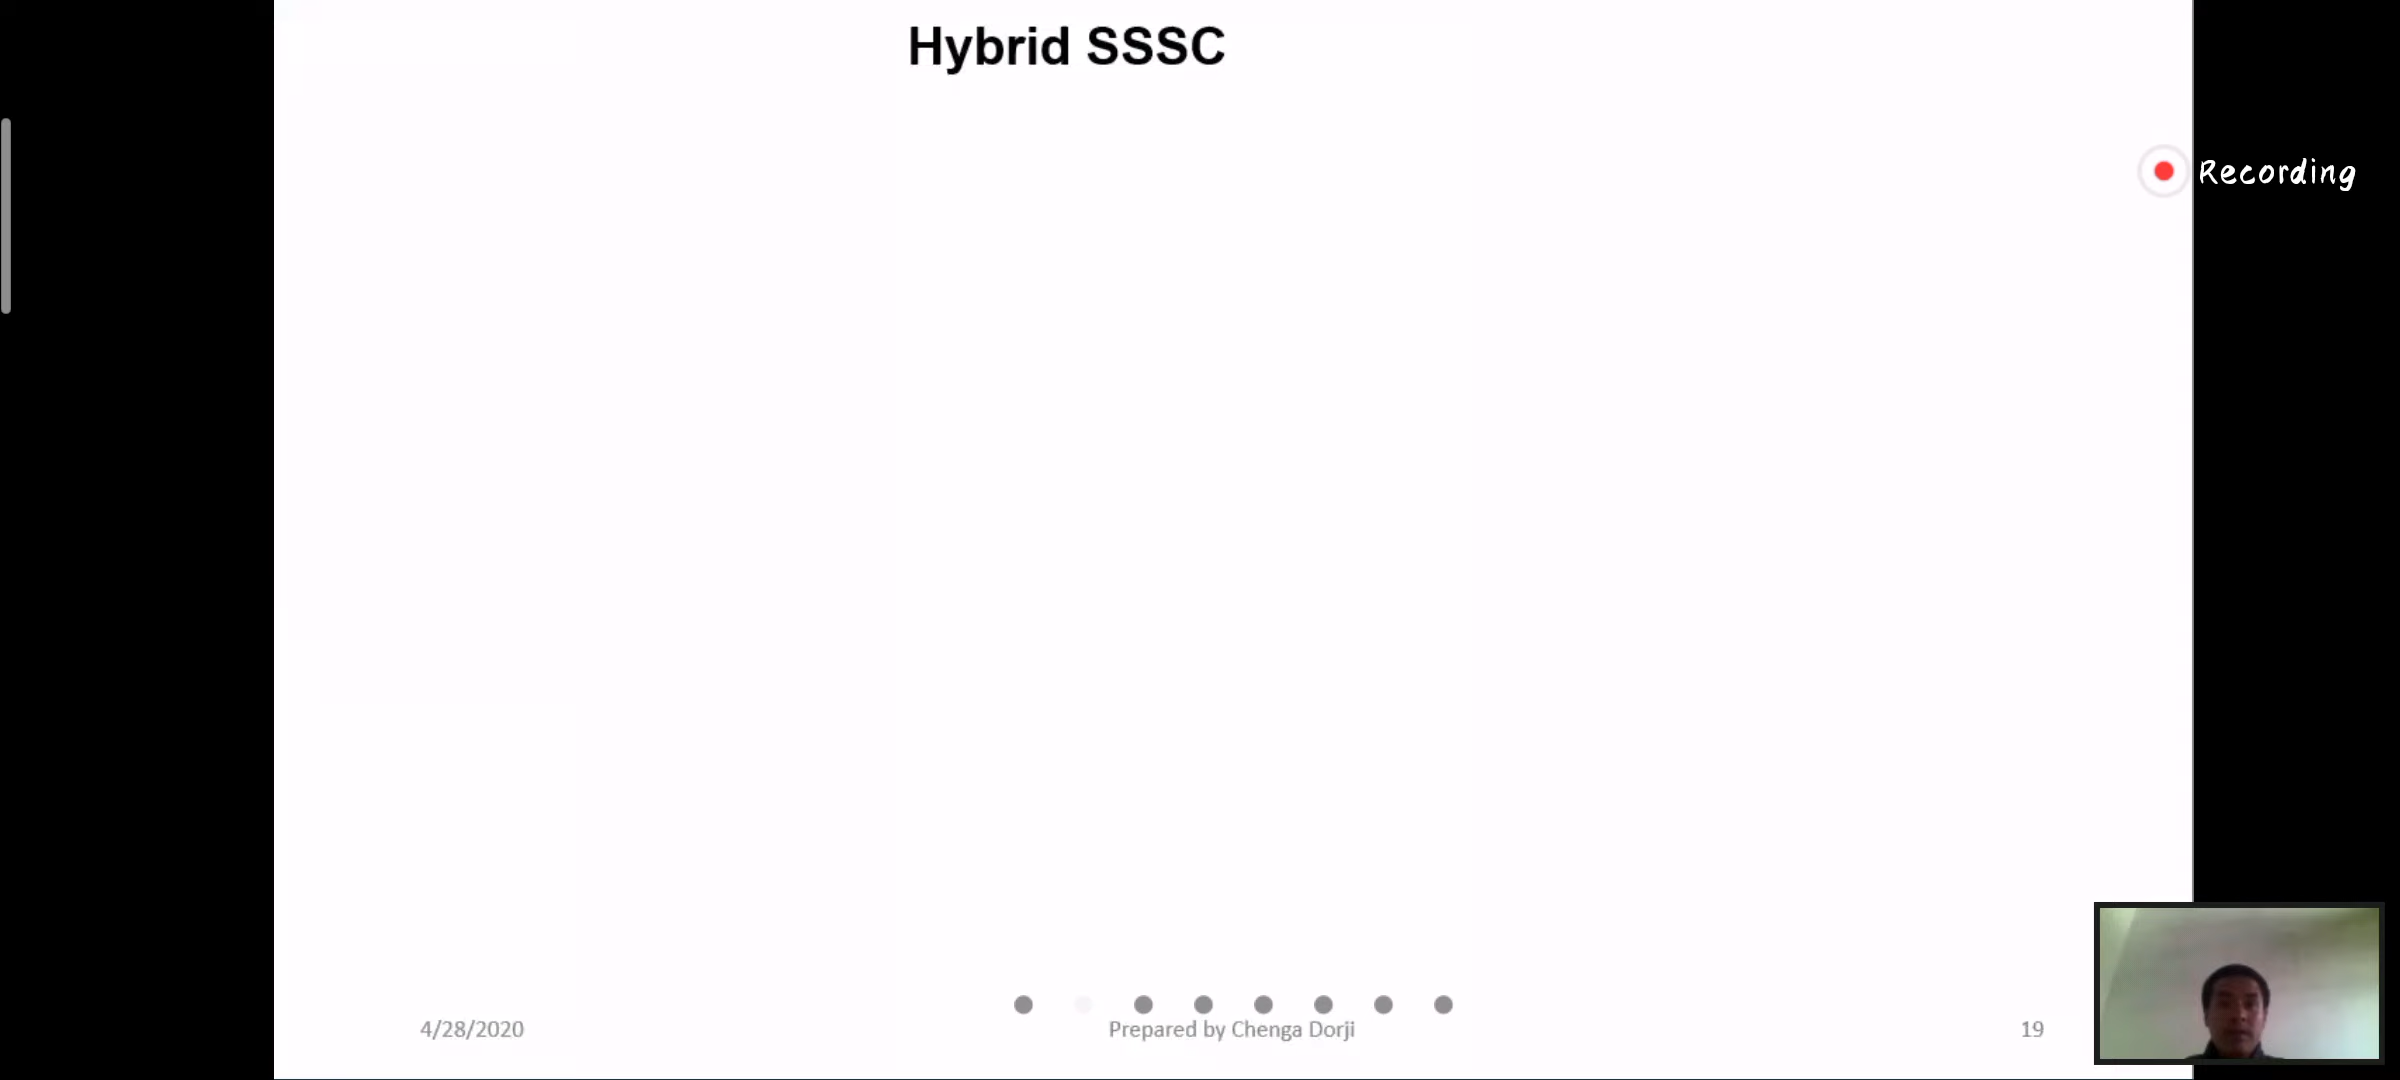 Hybrid SSSC
Recording
4/28/2020
Prepared by Chenga Dorji
19